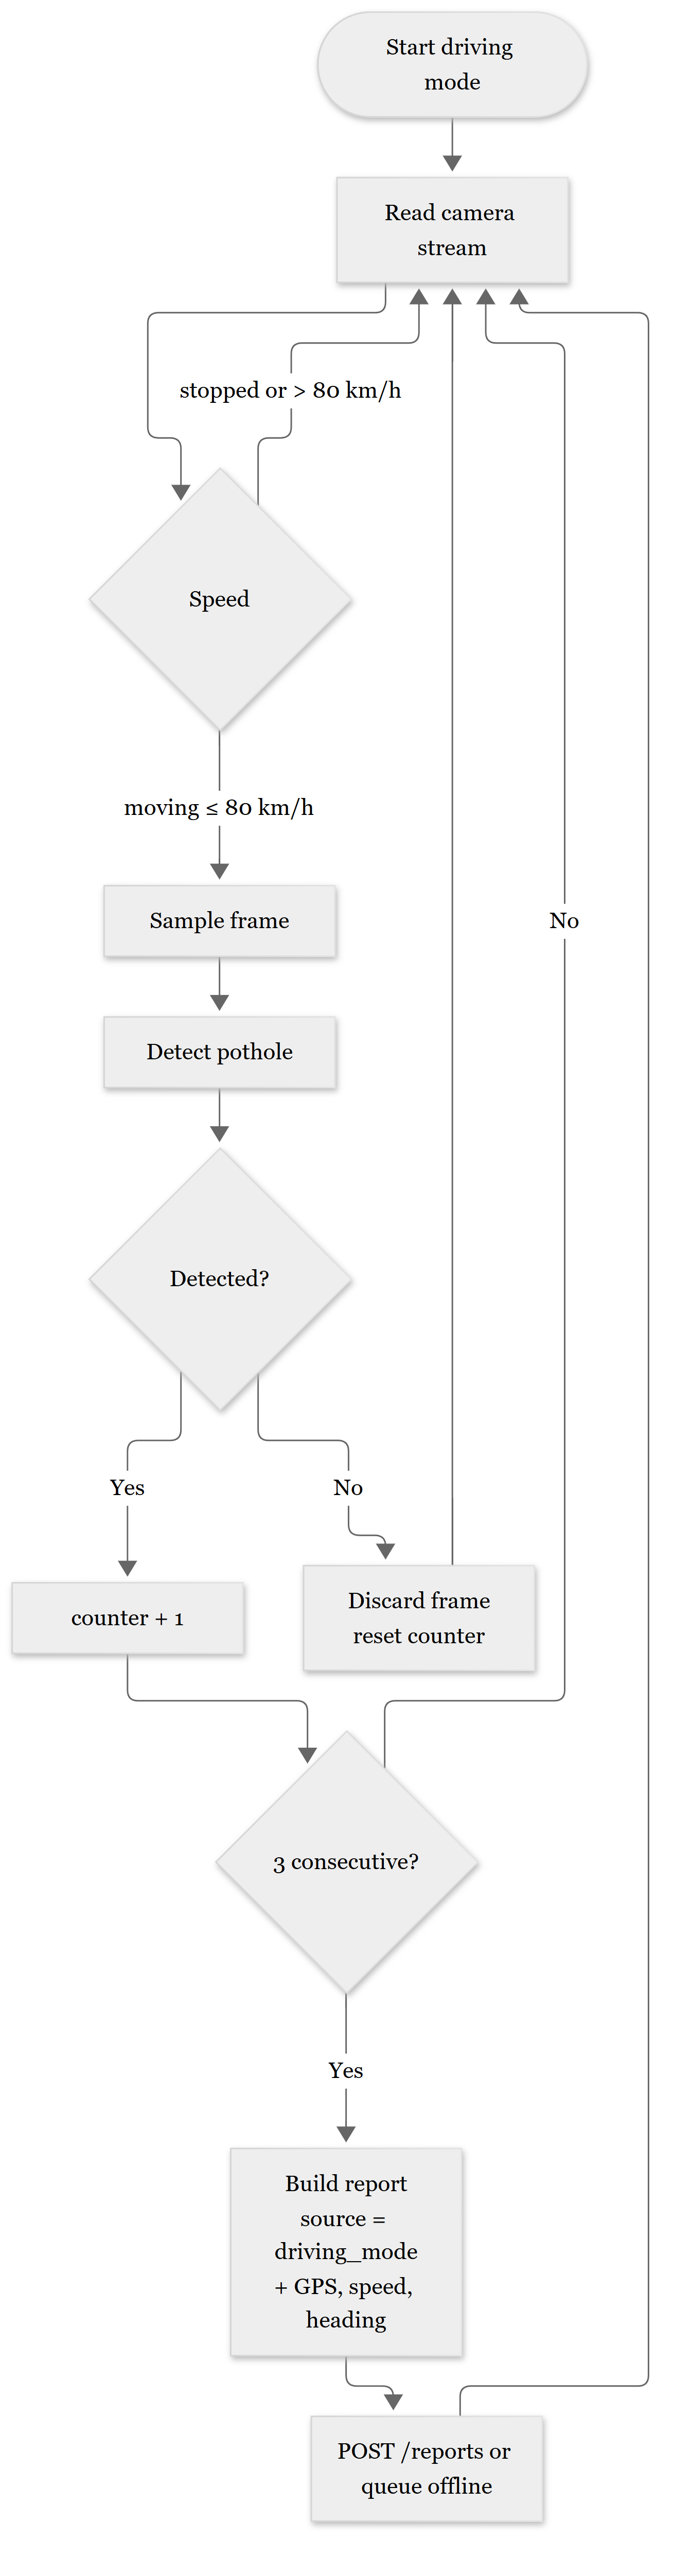 Start driving
mode
Read camera
stream
stopped or > 80 km/h
Speed
moving ≤ 80 km/h
Sample frame
No
Detect pothole
Detected?
Yes
No
Discard frame
reset counter
counter + 1
3 consecutive?
Yes
Build report
source =
driving_mode
+ GPS, speed,
heading
POST /reports or
queue offline